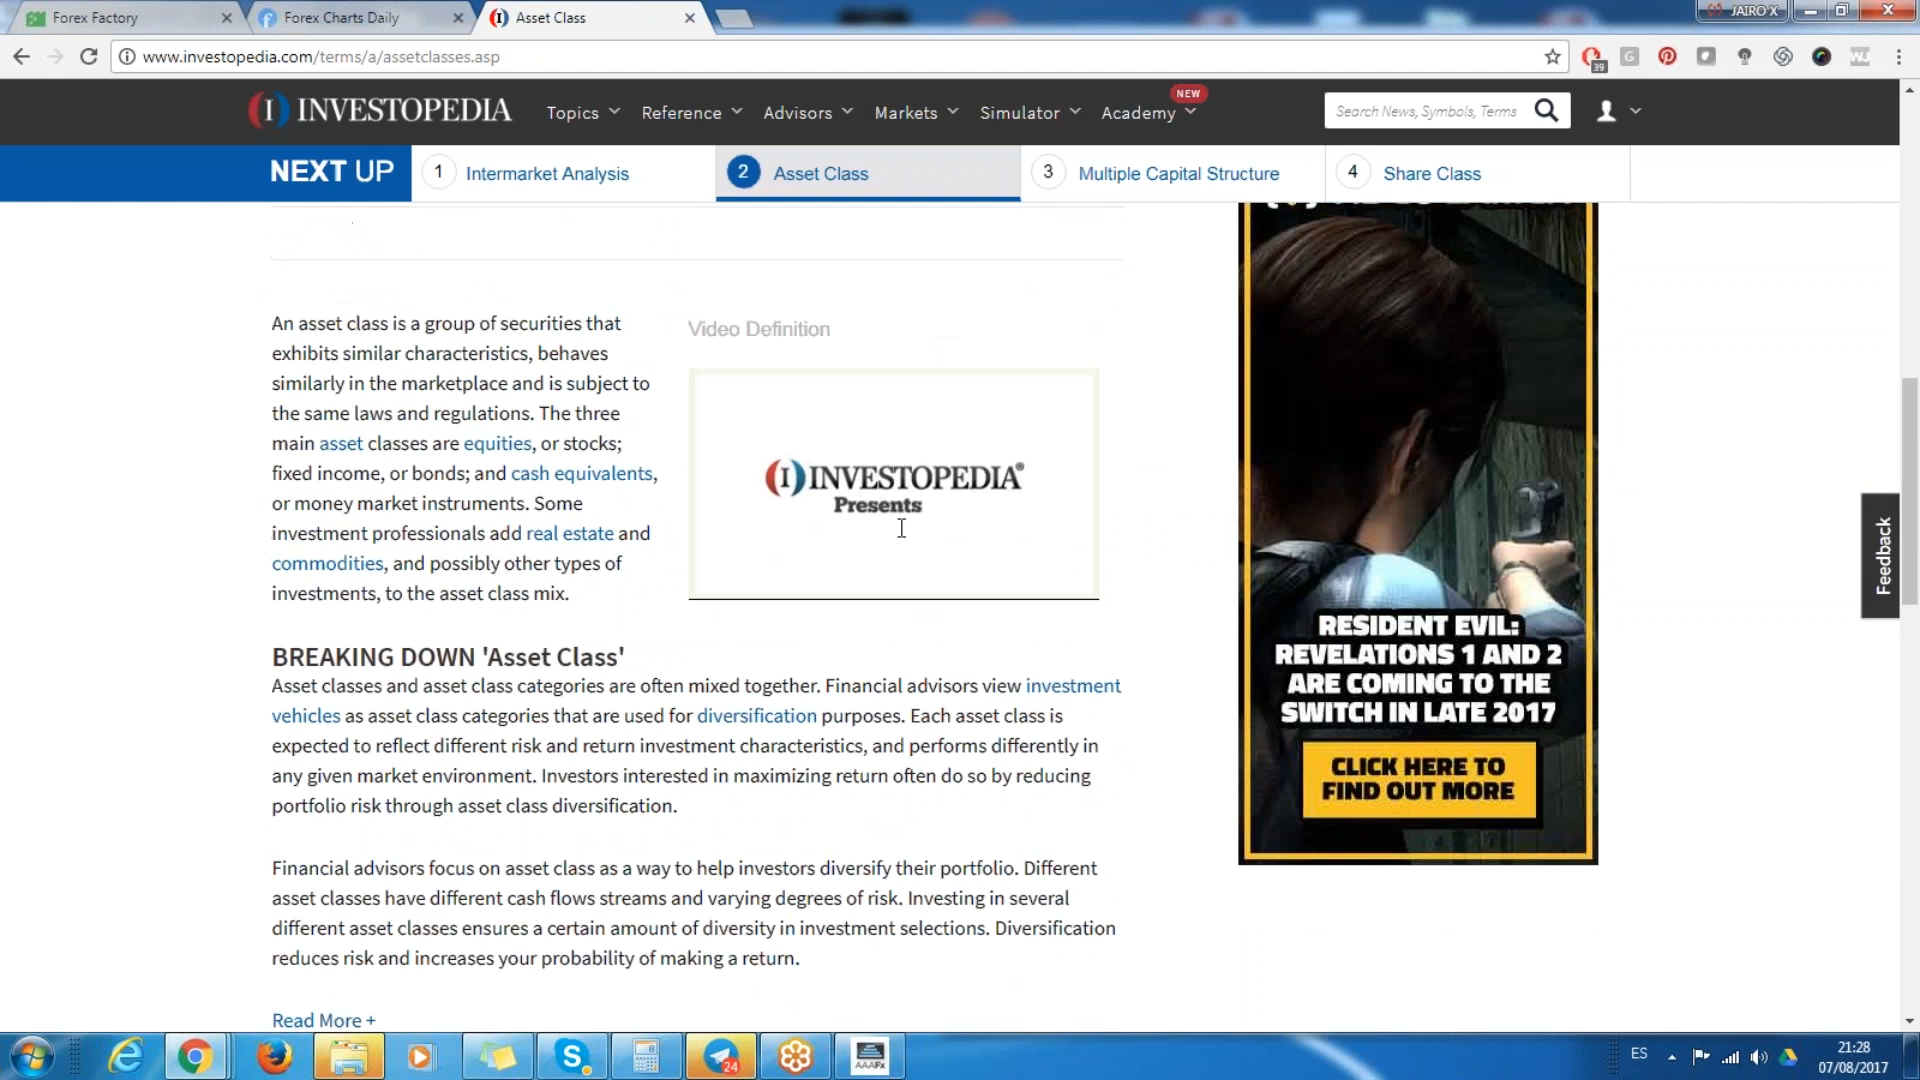 Forex Factory
Forex Charts Daily
Asset Class
JAIRO X
www.investopedia.com/terms/a/assetclasses.asp
39
INVESTOPEDIA
Topics
Reference
Advisors
Markets
Simulator
Academy
NEW
Search News, Symbols, Terms
NEXT UP
1 Intermarket Analysis
2 Asset Class
3 Multiple Capital Structure
4 Share Class
An asset class is a group of securities that
exhibits similar characteristics, behaves
similarly in the marketplace and is subject to
the same laws and regulations. The three
main asset classes are equities, or stocks;
fixed income, or bonds; and cash equivalents,
or money market instruments. Some
investment professionals add real estate and
commodities, and possibly other types of
investments, to the asset class mix.
Video Definition
INVESTOPEDIA®
Presents
BREAKING DOWN 'Asset Class'
Asset classes and asset class categories are often mixed together. Financial advisors view investment
vehicles as asset class categories that are used for diversification purposes. Each asset class is
expected to reflect different risk and return investment characteristics, and performs differently in
any given market environment. Investors interested in maximizing return often do so by reducing
portfolio risk through asset class diversification.
Financial advisors focus on asset class as a way to help investors diversify their portfolio. Different
asset classes have different cash flows streams and varying degrees of risk. Investing in several
different asset classes ensures a certain amount of diversity in investment selections. Diversification
reduces risk and increases your probability of making a return.
Read More +
RESIDENT EVIL:
REVELATIONS 1 AND 2
ARE COMING TO THE
SWITCH IN LATE 2017
CLICK HERE TO
FIND OUT MORE
Feedback
24
AAAFx
ES
21:28
07/08/2017